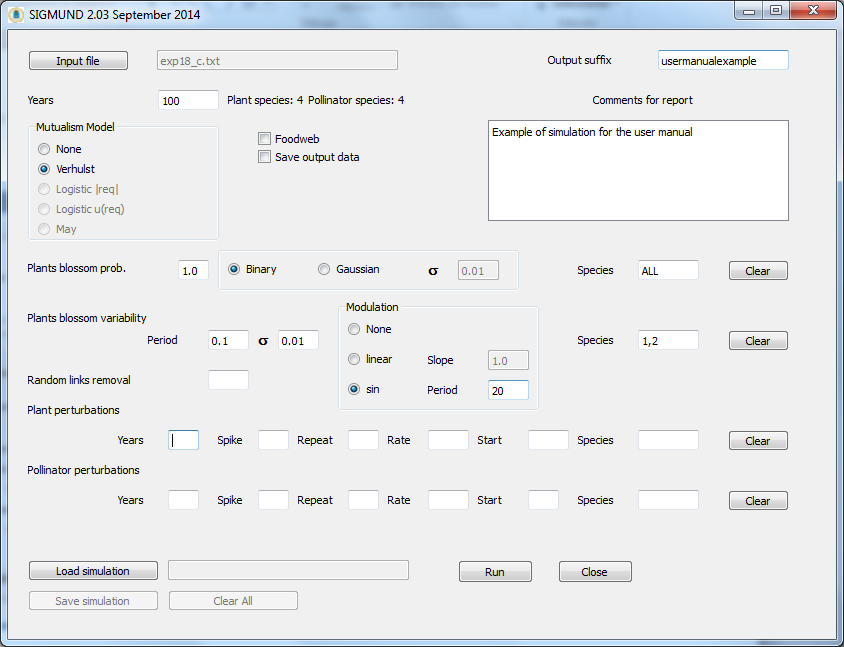 SIGMUND 2.03 September 2014
Input file exp18_c.txt Output suffix usermanualexample
Years 100 Plant species: 4 Pollinator species: 4 Comments for report
Mutualism Model
None
Verhulst
Logistic |req|
Logistic u(req)
May
Foodweb
Save output data
Example of simulation for the user manual
Plants blossom prob. 1.0 Binary Gaussian σ 0.01 Species ALL Clear
Plants blossom variability
Period 0.1 σ 0.01
Modulation
None
linear Slope 1.0
sin Period 20
Species 1,2 Clear
Random links removal
Plant perturbations
Years Spike Repeat Rate Start Species Clear
Pollinator perturbations
Years Spike Repeat Rate Start Species Clear
Load simulation Run Close
Save simulation Clear All